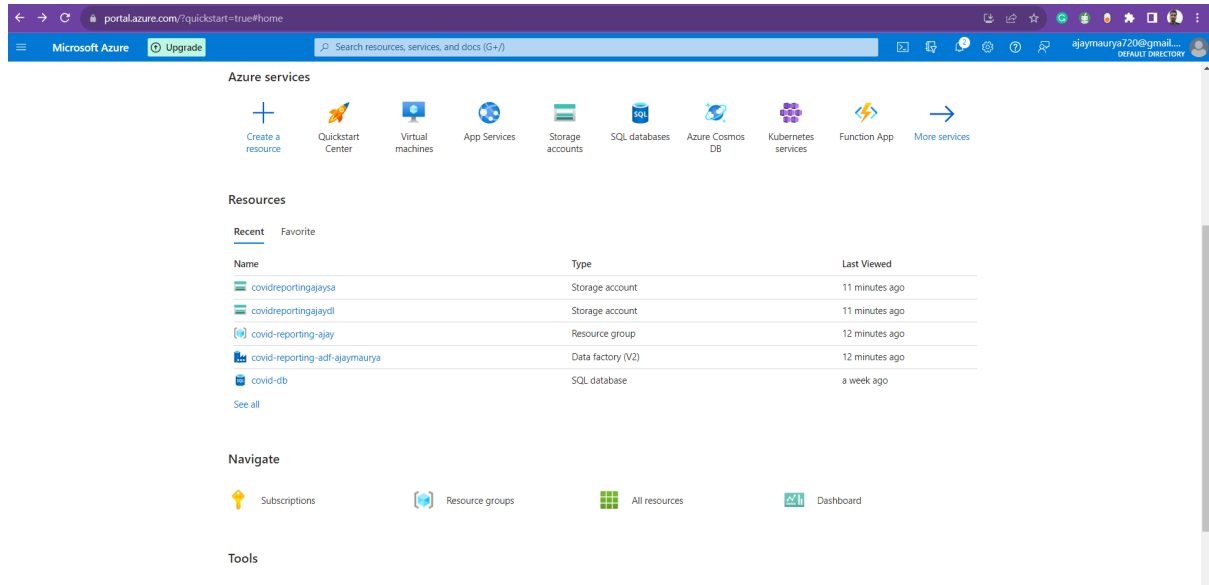 portal.azure.com/?quickstart=true#home
Microsoft Azure Upgrade Search resources, services, and docs (G+/) 2 ajaymaurya720@gmail....
DEFAULT DIRECTORY
Azure services
Create a resource
Quickstart Center
Virtual machines
App Services
Storage accounts
SQL databases
Azure Cosmos DB
Kubernetes services
Function App
More services
Resources
Recent Favorite
Name Type Last Viewed
covidreportingajaysa Storage account 11 minutes ago
covidreportingajaydl Storage account 11 minutes ago
covid-reporting-ajay Resource group 12 minutes ago
covid-reporting-adf-ajaymaurya Data factory (V2) 12 minutes ago
covid-db SQL database a week ago
See all
Navigate
Subscriptions Resource groups All resources Dashboard
Tools